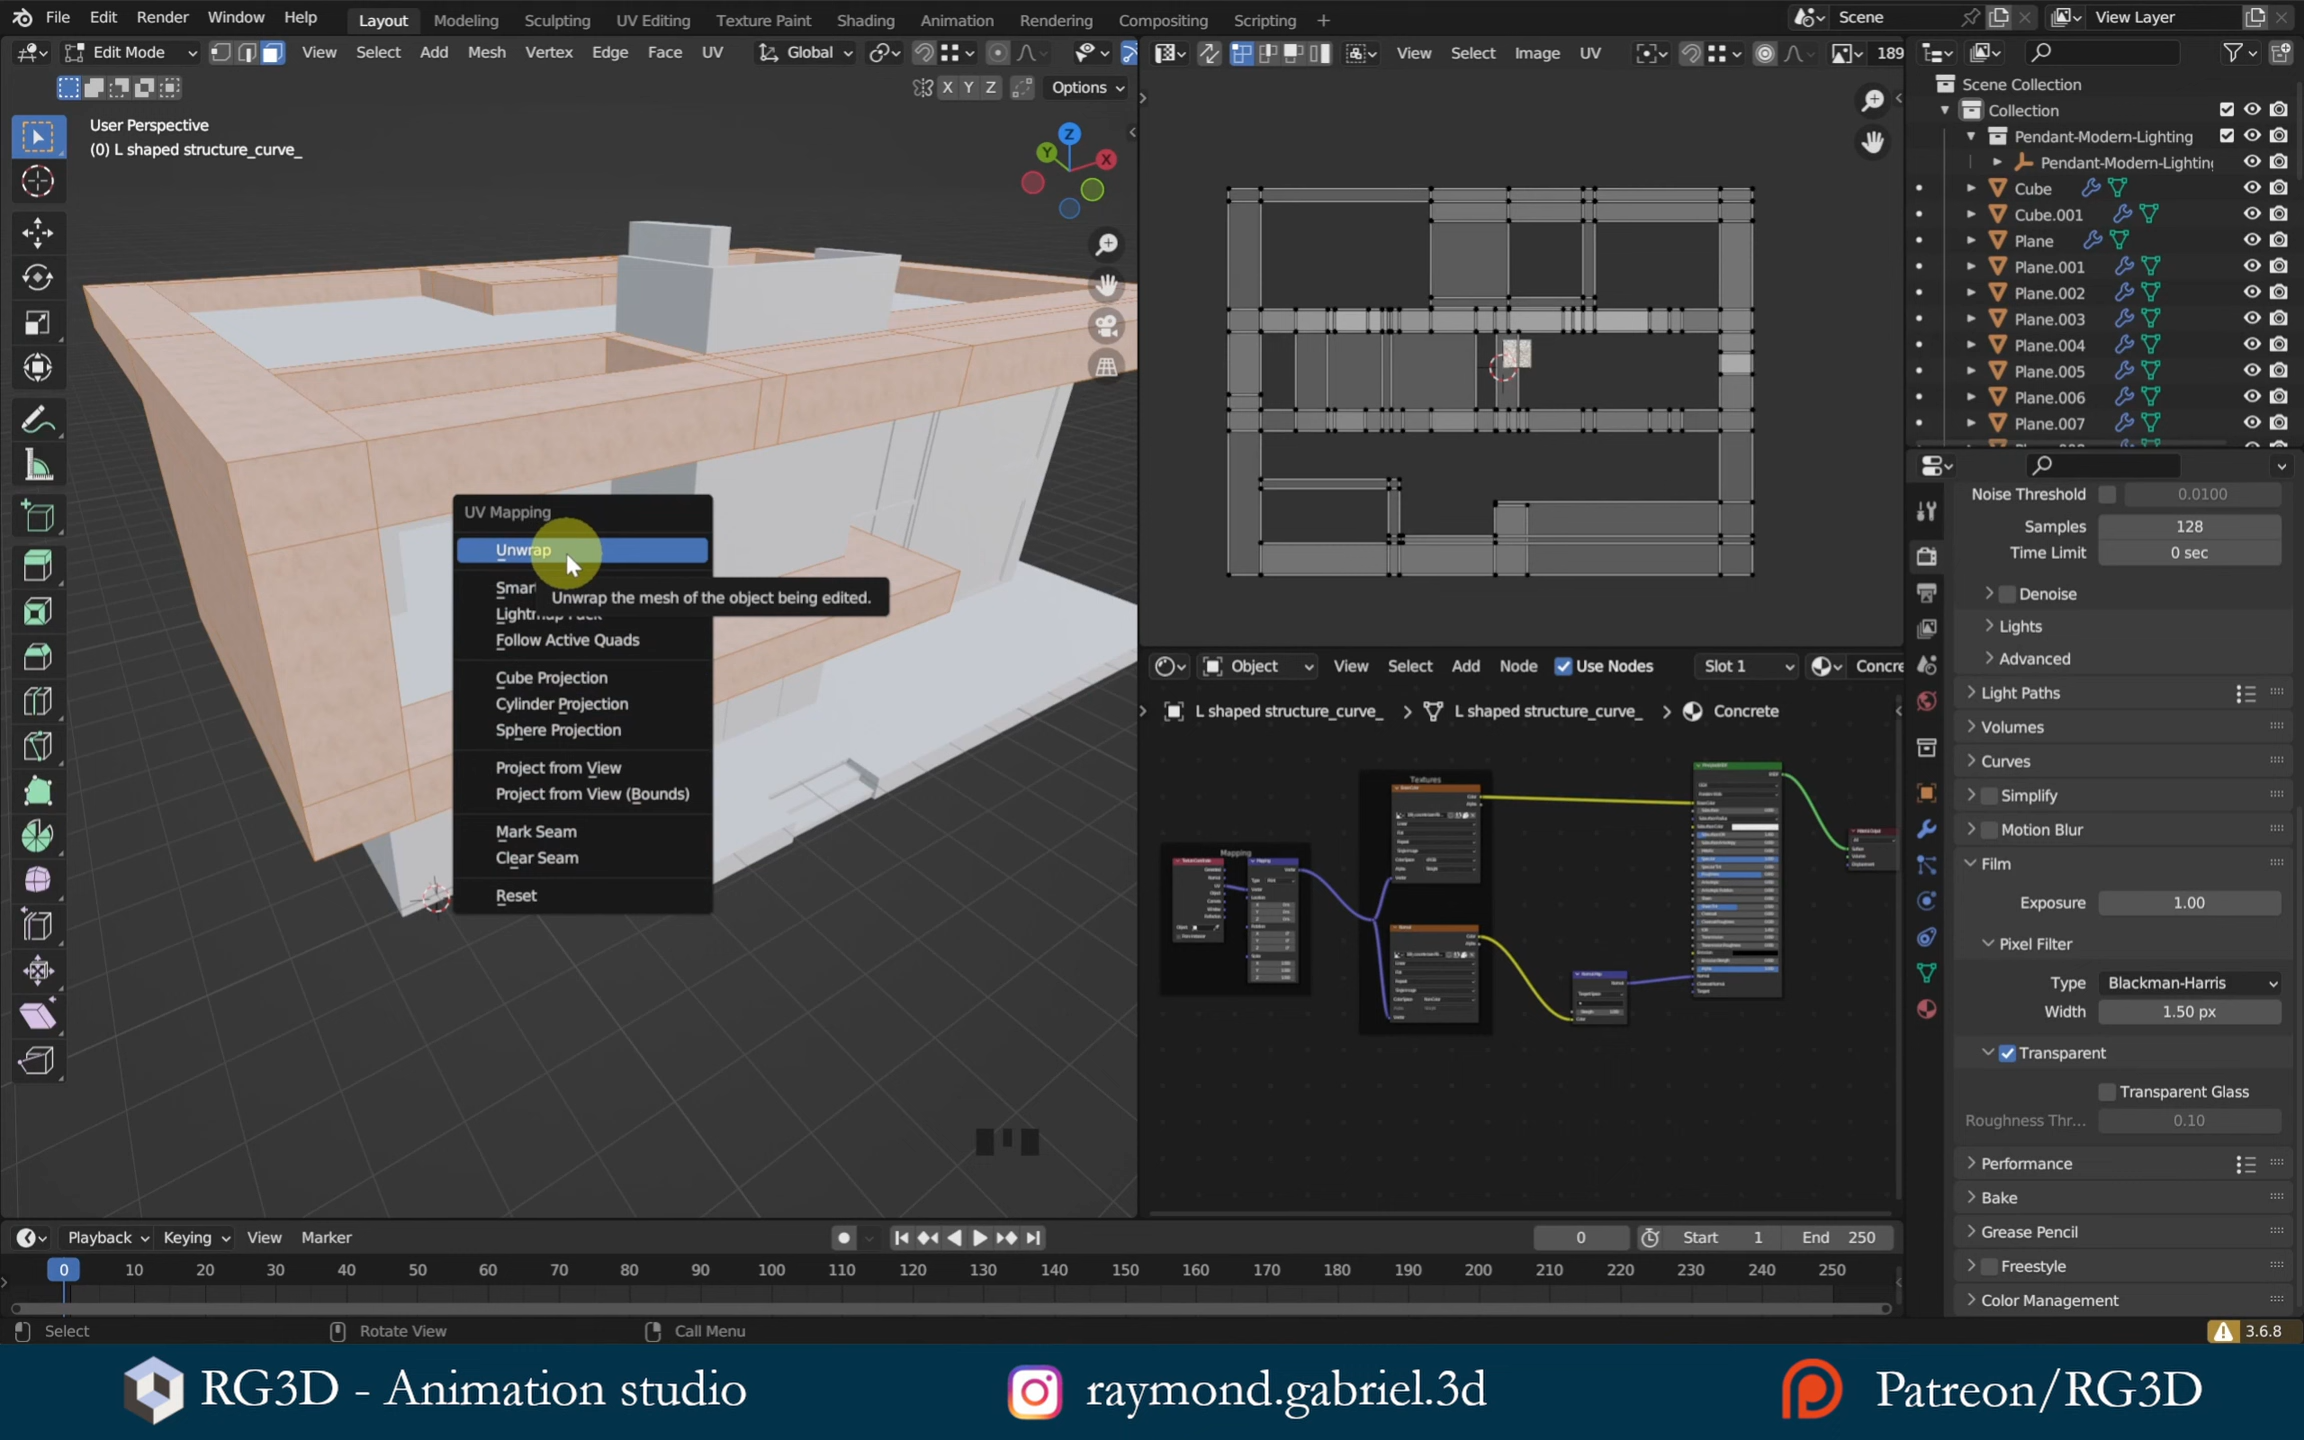 File Edit Render Window Help Layout Modeling Sculpting UV Editing Texture Paint Shading Animation Rendering Compositing Scripting +
Scene View Layer
Edit Mode View Select Add Mesh Vertex Edge Face UV Global
View Select Image UV 189
X Y Z Options
User Perspective
(0) L shaped structure_curve_
Z
Y X
Scene Collection
Collection
Pendant-Modern-Lighting
Pendant-Modern-Lighting
Cube
Cube.001
Plane
Plane.001
Plane.002
Plane.003
Plane.004
Plane.005
Plane.006
Plane.007
UV Mapping
Unwrap
Smar
Unwrap the mesh of the object being edited.
Lightmap Pack
Follow Active Quads
Cube Projection
Cylinder Projection
Sphere Projection
Project from View
Project from View (Bounds)
Mark Seam
Clear Seam
Reset
Object View Select Add Node Use Nodes Slot 1 Concre
L shaped structure_curve_ > L shaped structure_curve_ > Concrete
Textures
Mapping
Noise Threshold 0.0100
Samples 128
Time Limit 0 sec
Denoise
Lights
Advanced
Light Paths
Volumes
Curves
Simplify
Motion Blur
Film
Exposure 1.00
Pixel Filter
Type Blackman-Harris
Width 1.50 px
Transparent
Transparent Glass
Roughness Thr... 0.10
Performance
Bake
Grease Pencil
Freestyle
Color Management
Playback Keying View Marker
0 Start 1 End 250
0 10 20 30 40 50 60 70 80 90 100 110 120 130 140 150 160 170 180 190 200 210 220 230 240 250
Select Rotate View Call Menu 3.6.8
RG3D - Animation studio raymond.gabriel.3d Patreon/RG3D